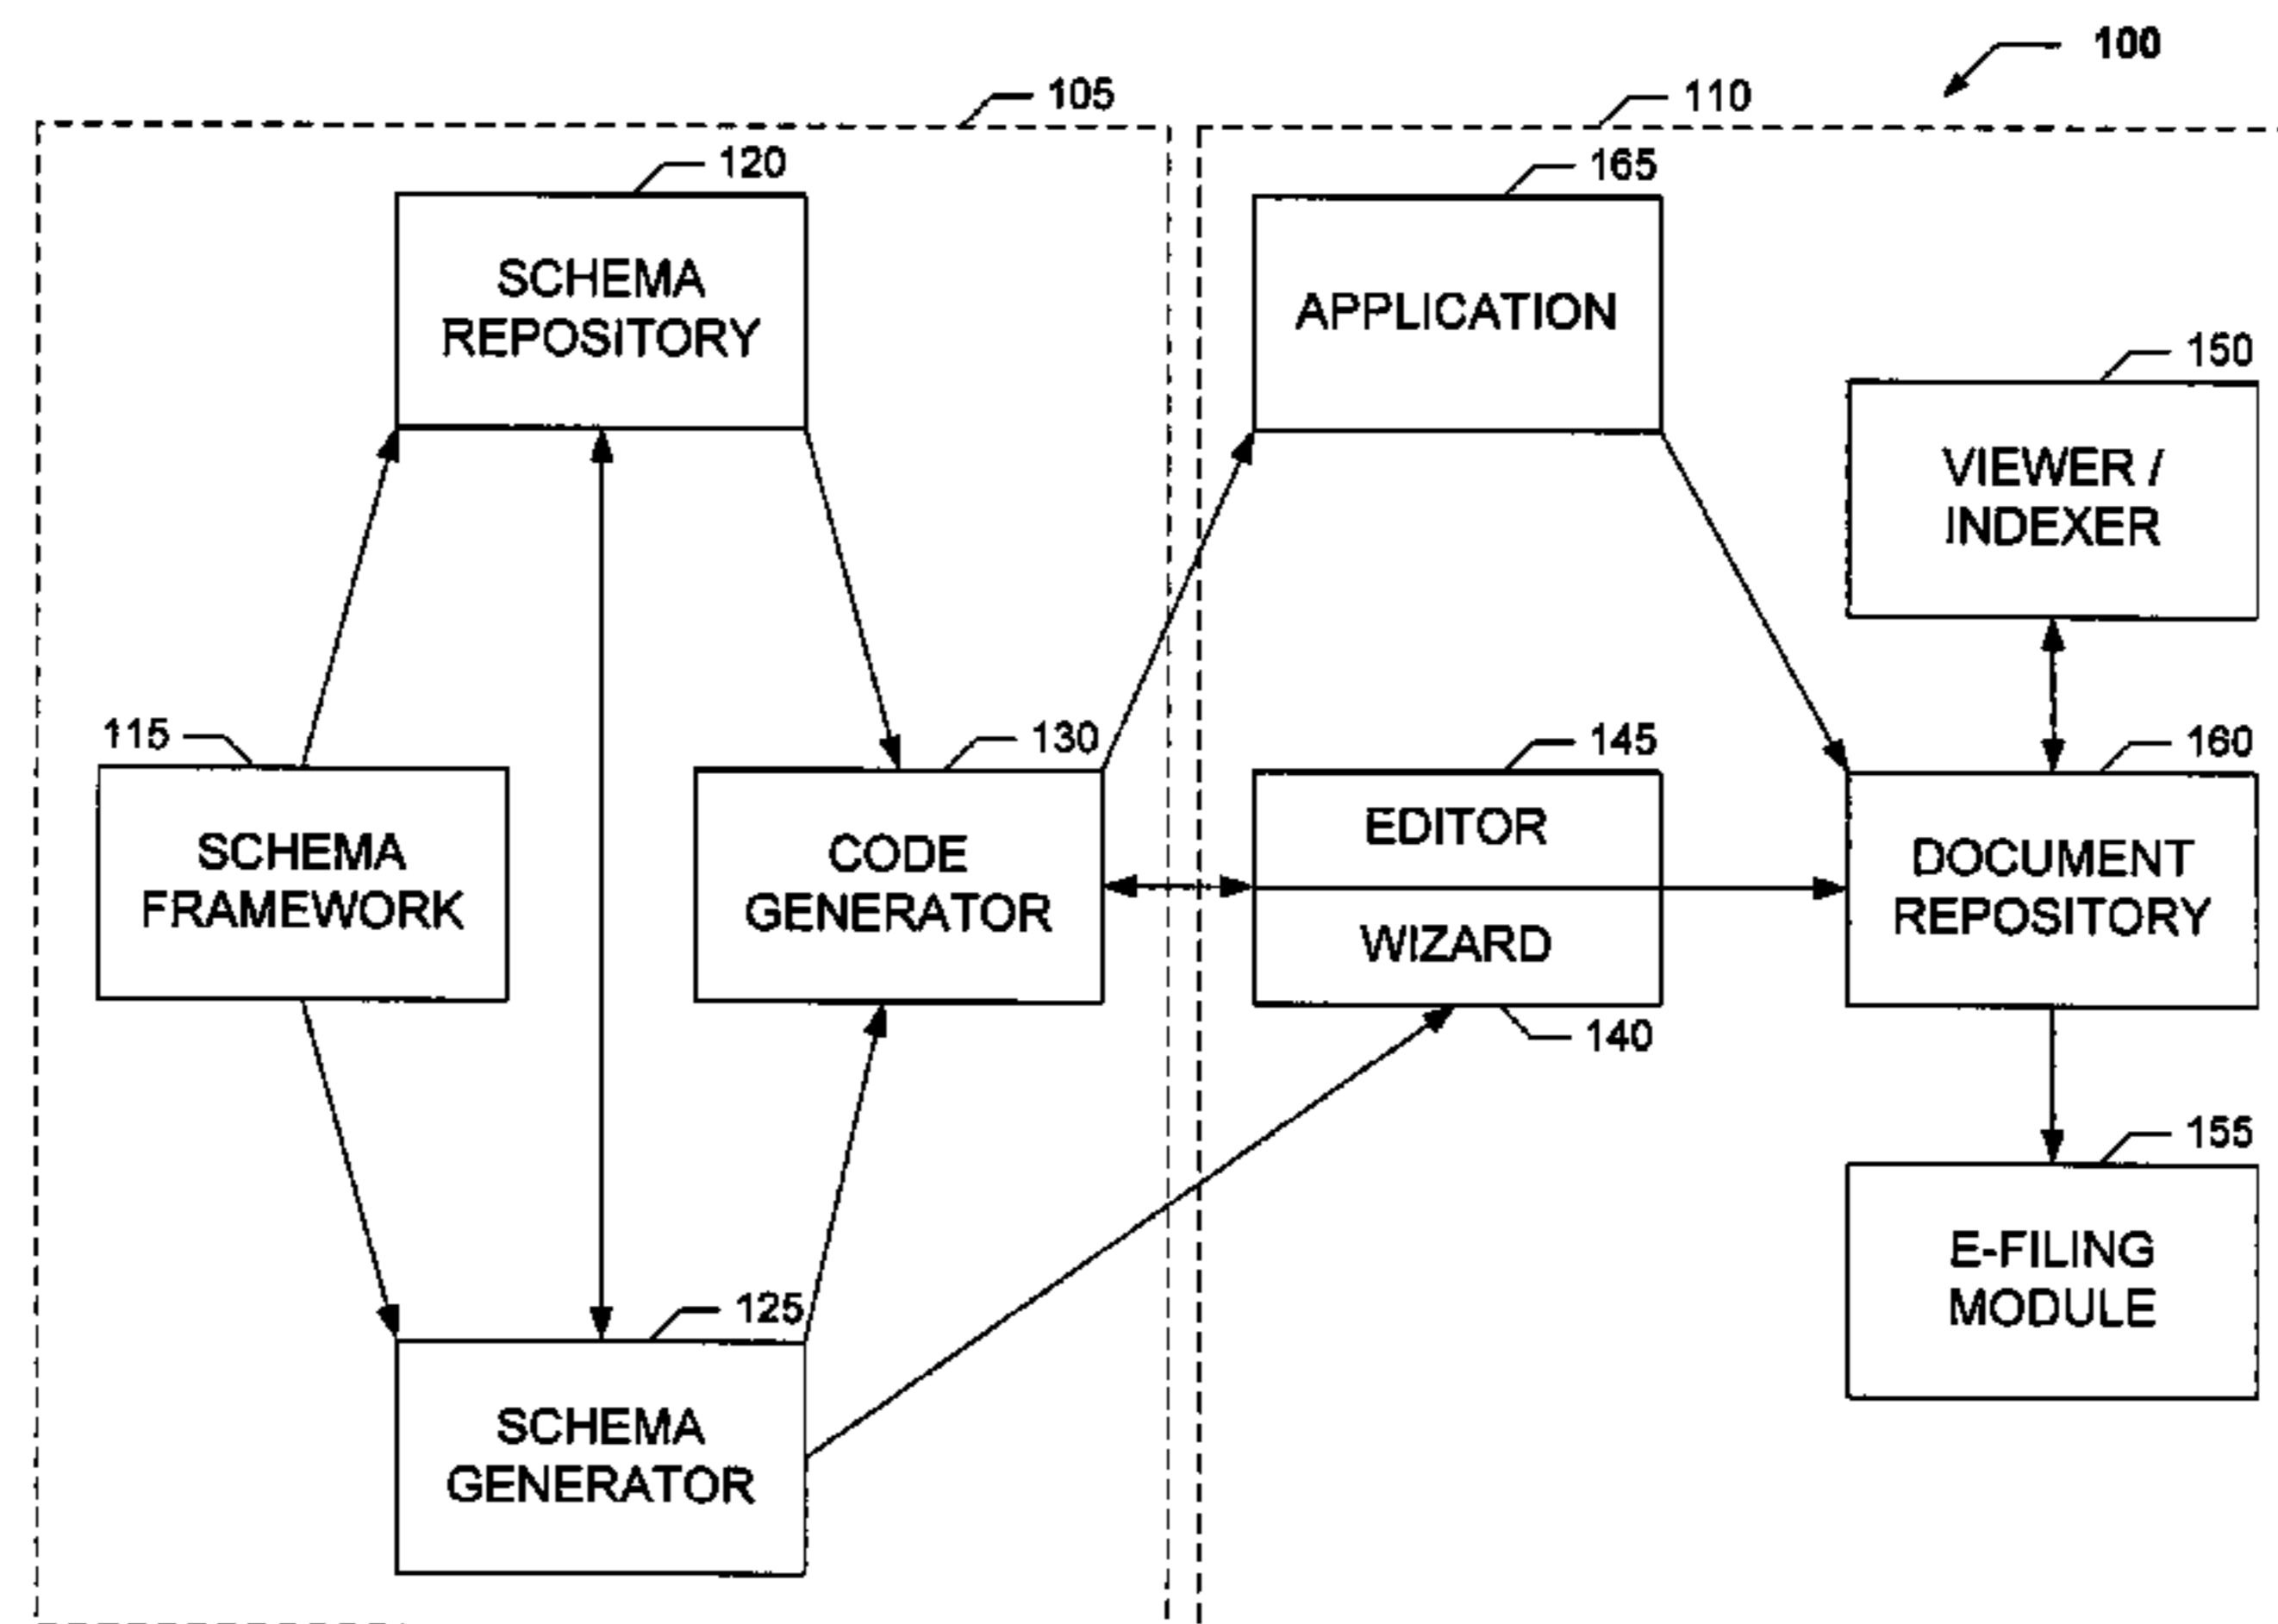 100
105
110
120
SCHEMA
REPOSITORY
165
APPLICATION
150
VIEWER /
INDEXER
115
SCHEMA
FRAMEWORK
130
CODE
GENERATOR
145
EDITOR
WIZARD
140
160
DOCUMENT
REPOSITORY
125
SCHEMA
GENERATOR
155
E-FILING
MODULE